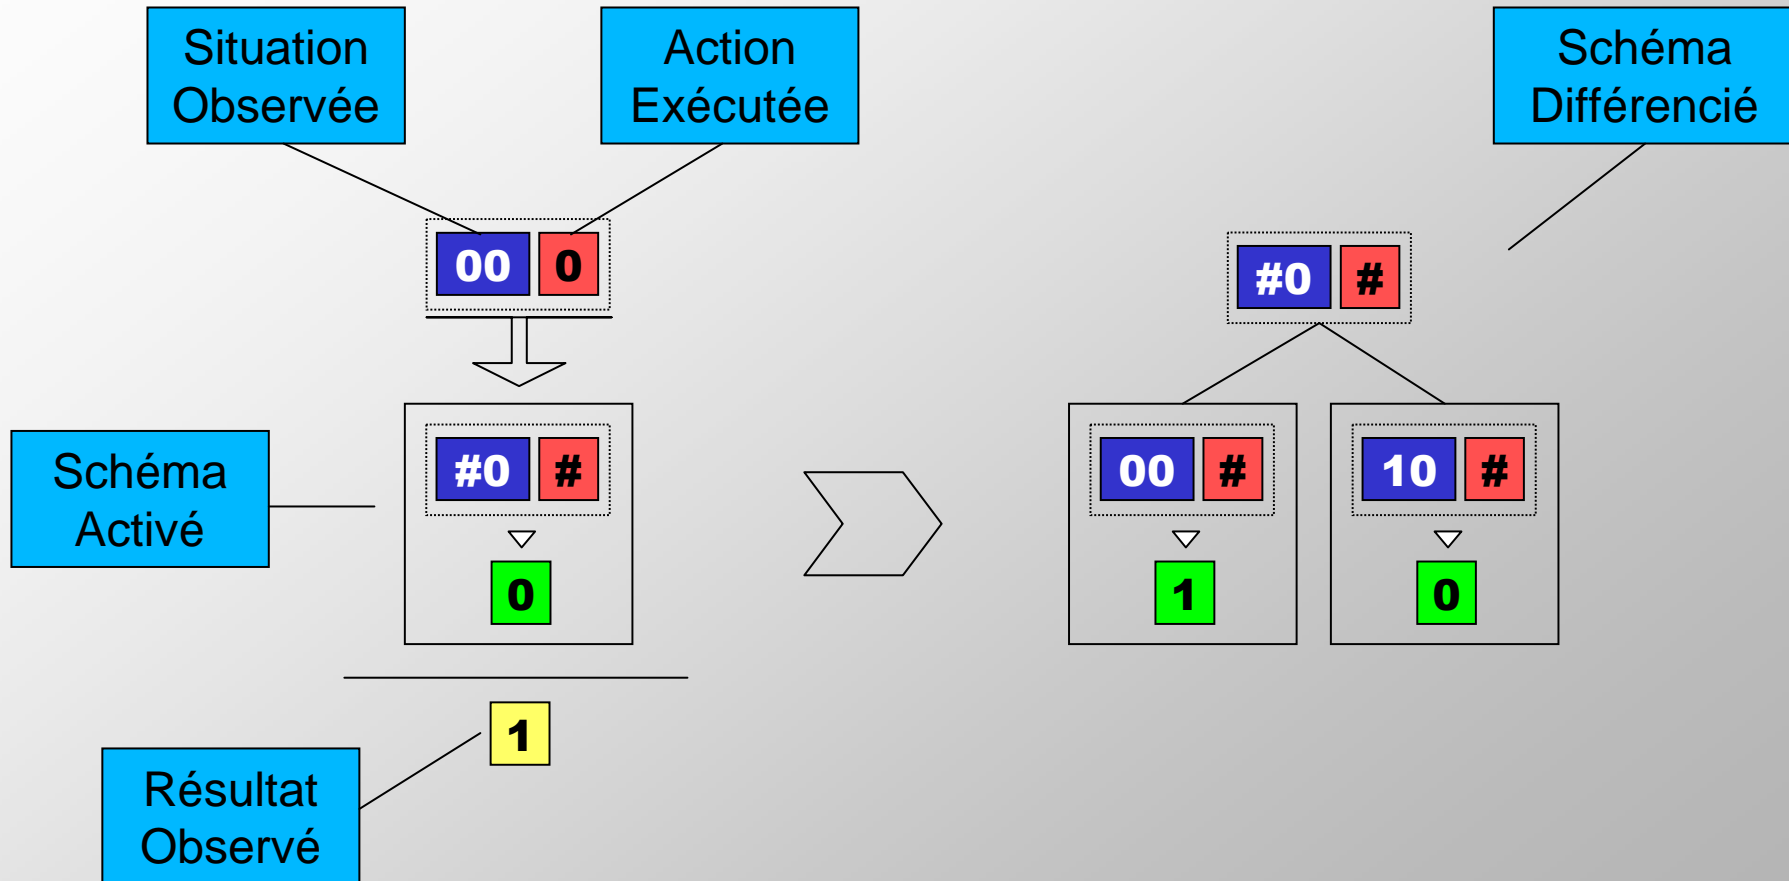 Situation
Observée
Action
Exécutée
Schéma
Différencié
00 0
#0 #
Schéma
Activé
#0 #
0
00 #
1
10 #
0
1
Résultat
Observé